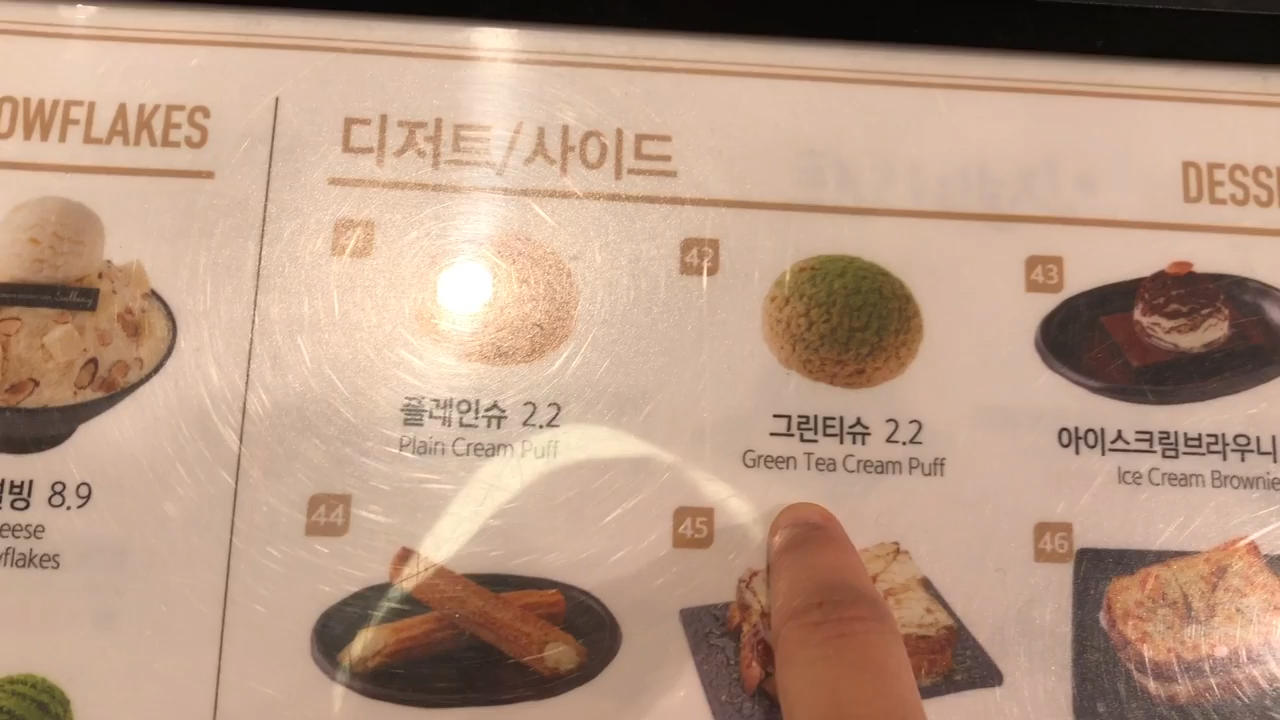 OWFLAKES
디저트/사이드
DESS
41
42
43
플레인슈 2.2
Plain Cream Puff
그린티슈 2.2
Green Tea Cream Puff
아이스크림브라우니
Ice Cream Brownie
빙 8.9
eese
flakes
44
45
46